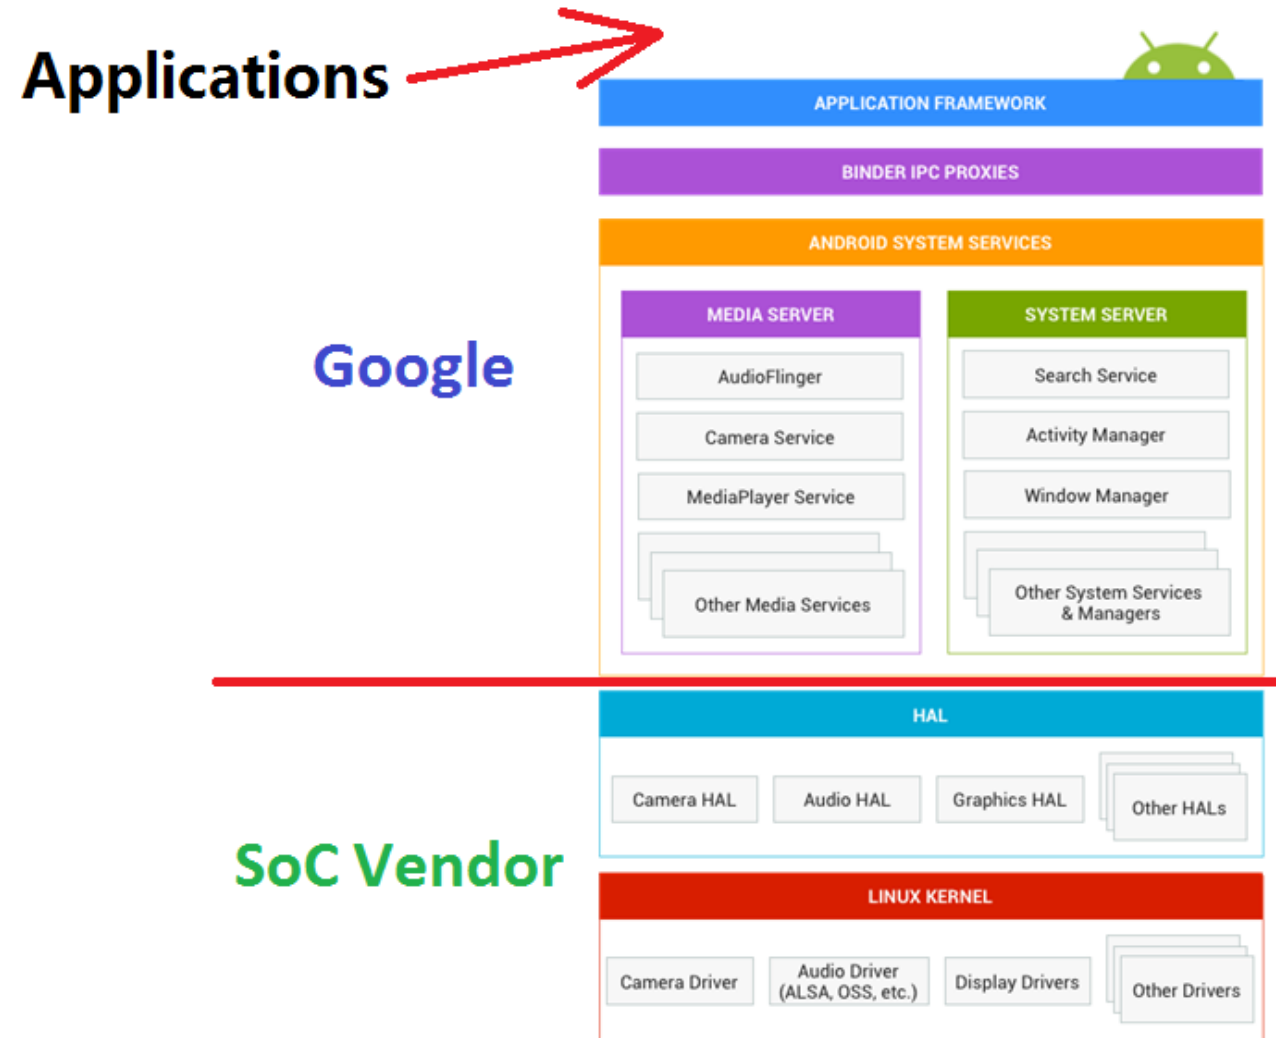 Applications
APPLICATION FRAMEWORK
BINDER IPC PROXIES
ANDROID SYSTEM SERVICES
Google
MEDIA SERVER
AudioFlinger
Camera Service
MediaPlayer Service
Other Media Services
SYSTEM SERVER
Search Service
Activity Manager
Window Manager
Other System Services
& Managers
SoC Vendor
HAL
Camera HAL
Audio HAL
Graphics HAL
Other HALs
LINUX KERNEL
Camera Driver
Audio Driver
(ALSA, OSS, etc.)
Display Drivers
Other Drivers